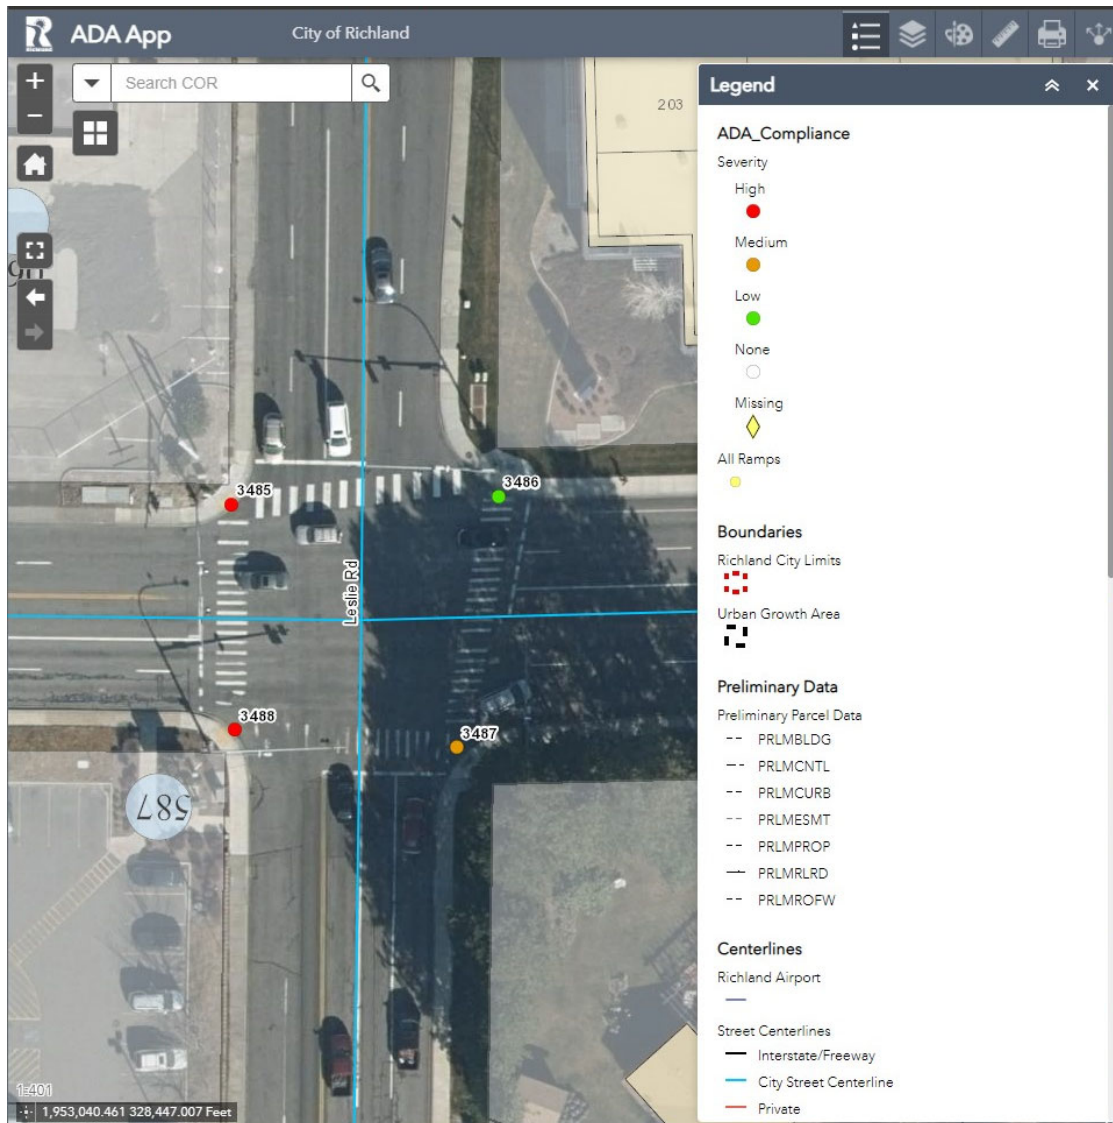 RICHLAND
ADA App
City of Richland
Search COR
203
3485
3486
Leslie Rd
3488
3487
587
1:401
1,953,040.461 328,447.007 Feet
Legend
ADA_Compliance
Severity
High
Medium
Low
None
Missing
All Ramps
Boundaries
Richland City Limits
Urban Growth Area
Preliminary Data
Preliminary Parcel Data
PRLMBLDG
PRLMCNTL
PRLMCURB
PRLMESMT
PRLMPROP
PRLMRLRD
PRLMROFW
Centerlines
Richland Airport
Street Centerlines
Interstate/Freeway
City Street Centerline
Private